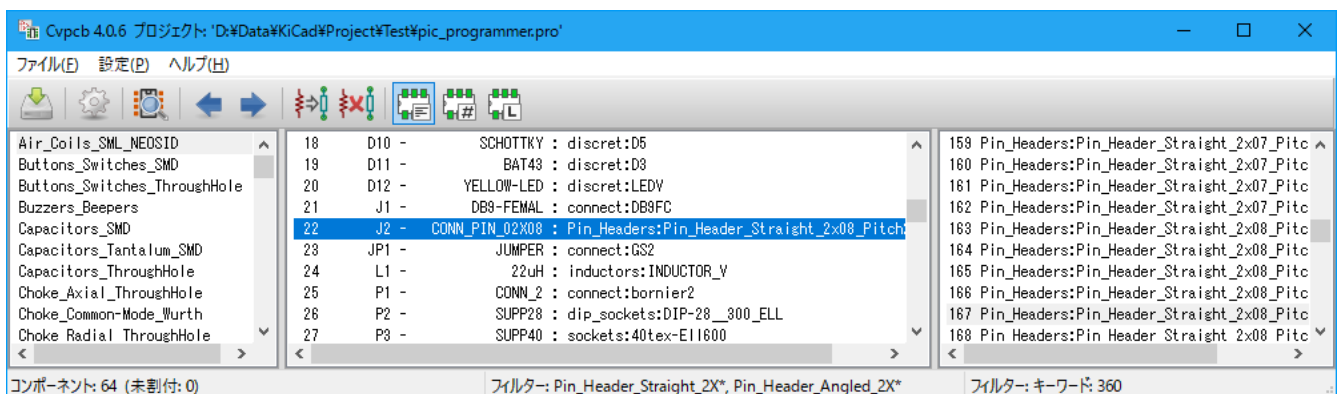 Cvpcb 4.0.6 プロジェクト: 'D:¥Data¥KiCad¥Project¥Test¥pic_programmer.pro'
ファイル(F) 設定(P) ヘルプ(H)
Air_Coils_SML_NEOSID
Buttons_Switches_SMD
Buttons_Switches_ThroughHole
Buzzers_Beepers
Capacitors_SMD
Capacitors_Tantalum_SMD
Capacitors_ThroughHole
Choke_Axial_ThroughHole
Choke_Common-Mode_Wurth
Choke_Radial_ThroughHole
18 D10 - SCHOTTKY : discret:D5
19 D11 - BAT43 : discret:D3
20 D12 - YELLOW-LED : discret:LEDV
21 J1 - DB9-FEMAL : connect:DB9FC
22 J2 - CONN_PIN_02X08 : Pin_Headers:Pin_Header_Straight_2x08_Pitch
23 JP1 - JUMPER : connect:GS2
24 L1 - 22uH : inductors:INDUCTOR_V
25 P1 - CONN_2 : connect:bornier2
26 P2 - SUPP28 : dip_sockets:DIP-28__300_ELL
27 P3 - SUPP40 : sockets:40tex-Ell600
159 Pin_Headers:Pin_Header_Straight_2x07_Pitc
160 Pin_Headers:Pin_Header_Straight_2x07_Pitc
161 Pin_Headers:Pin_Header_Straight_2x07_Pitc
162 Pin_Headers:Pin_Header_Straight_2x07_Pitc
163 Pin_Headers:Pin_Header_Straight_2x08_Pitc
164 Pin_Headers:Pin_Header_Straight_2x08_Pitc
165 Pin_Headers:Pin_Header_Straight_2x08_Pitc
166 Pin_Headers:Pin_Header_Straight_2x08_Pitc
167 Pin_Headers:Pin_Header_Straight_2x08_Pitc
168 Pin_Headers:Pin_Header_Straight_2x08_Pitc
コンポーネント: 64 (未割付: 0)
フィルター: Pin_Header_Straight_2X*, Pin_Header_Angled_2X*
フィルター: キーワード: 360